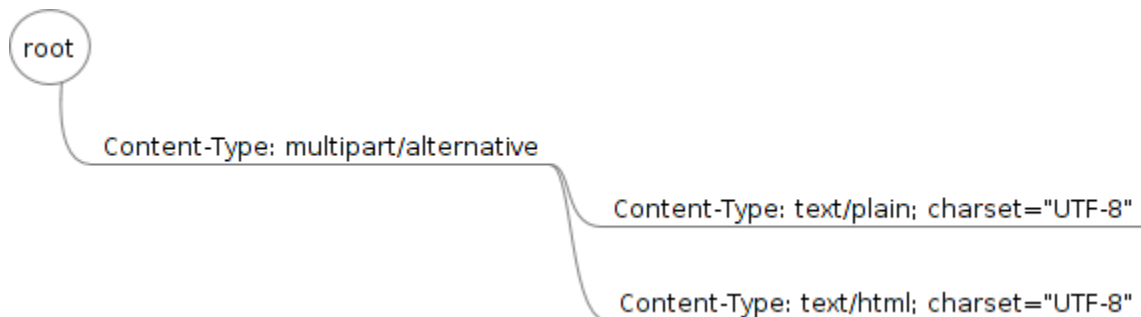 root
Content-Type: multipart/alternative
Content-Type: text/plain; charset="UTF-8"
Content-Type: text/html; charset="UTF-8"